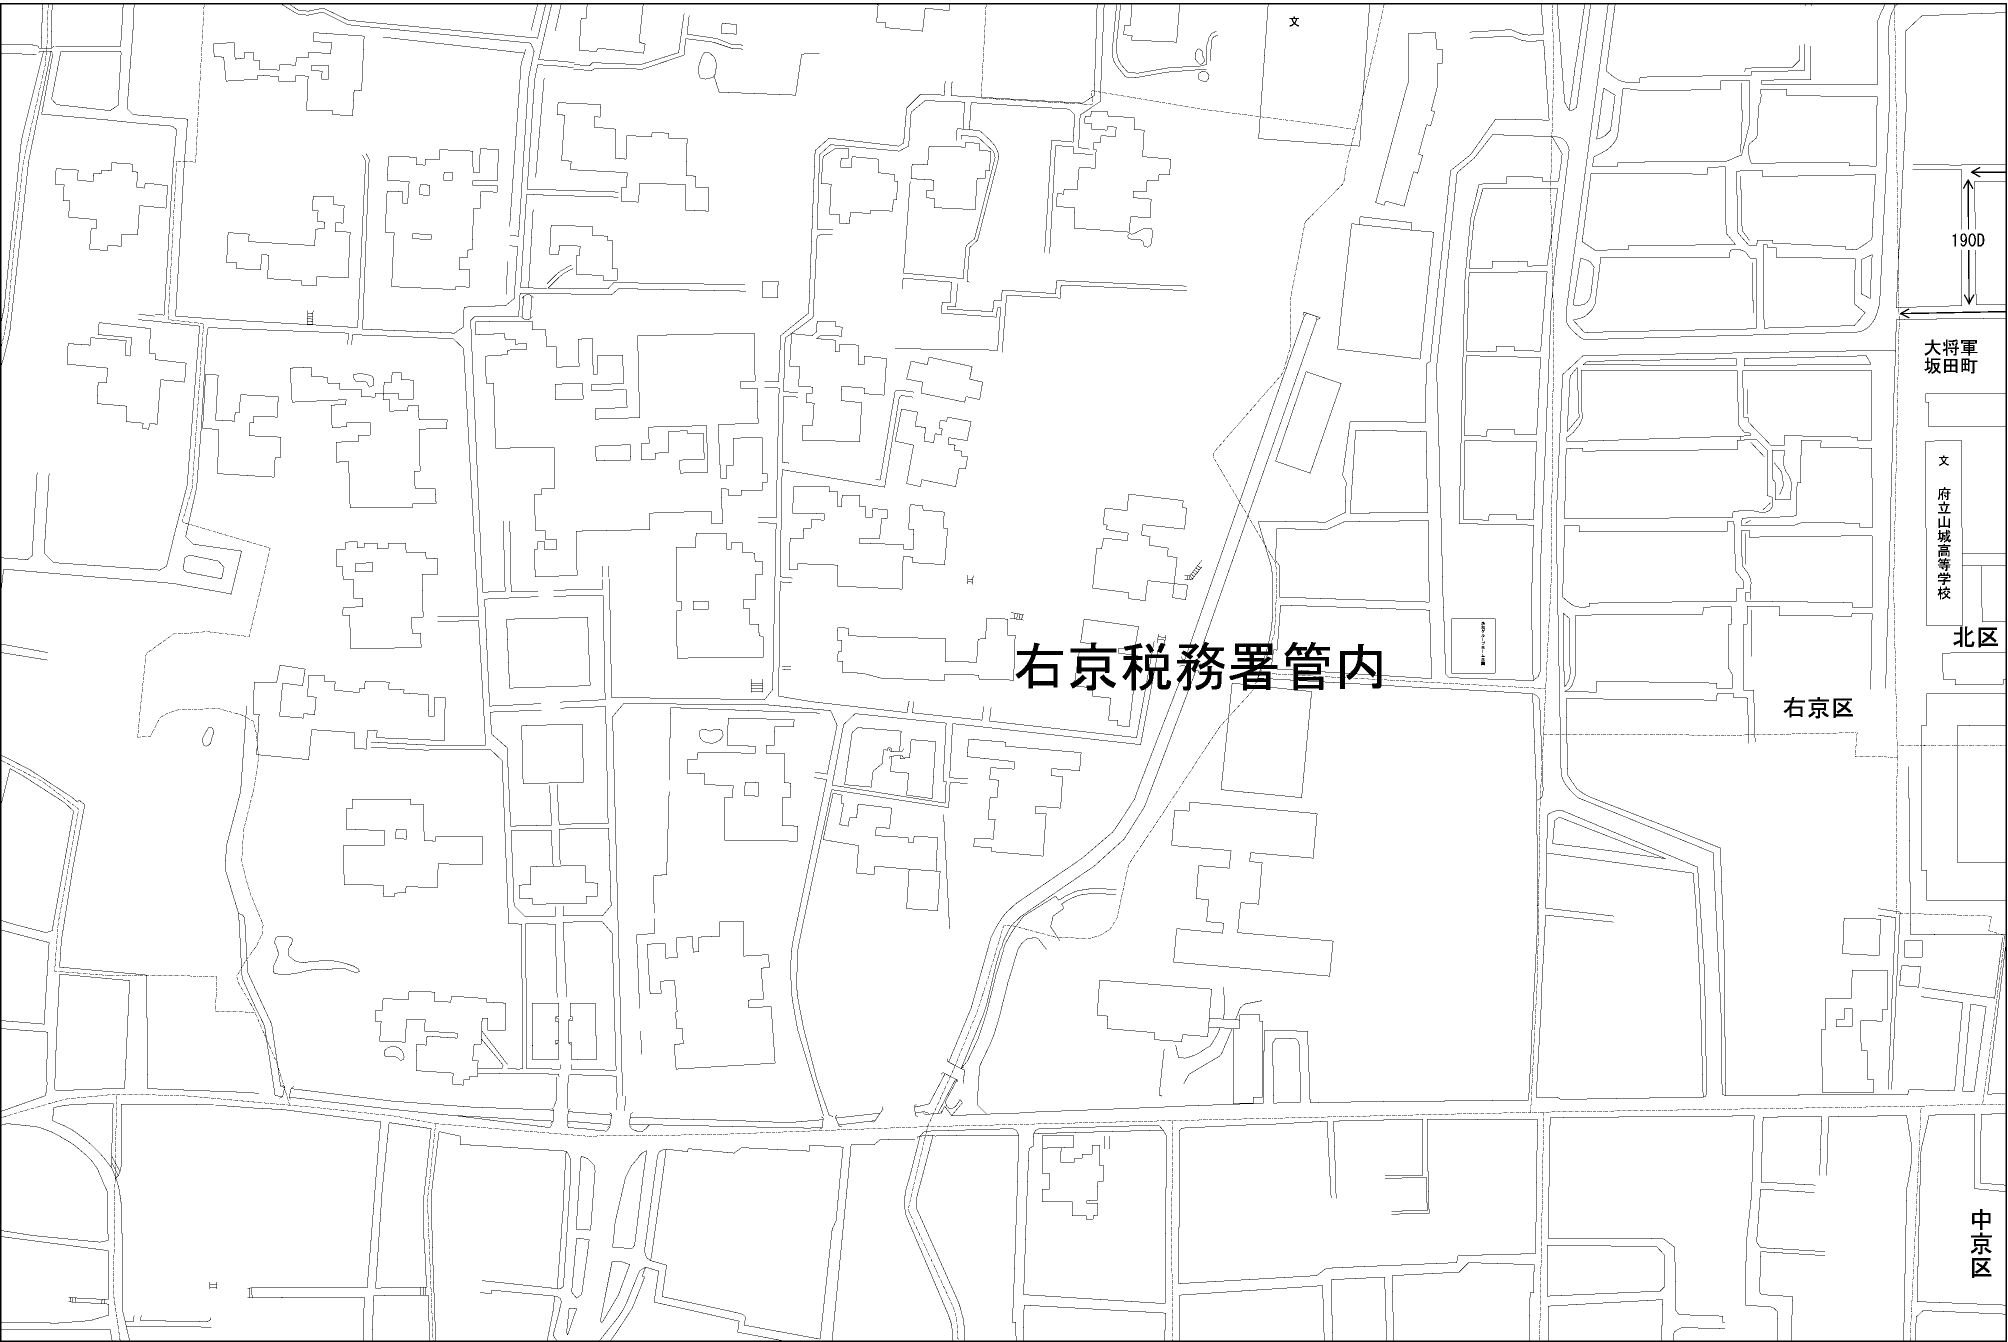 文
190D
大将軍
坂田町
文 府立山城高等学校
北区
右京税務署管内
右京区
中京区